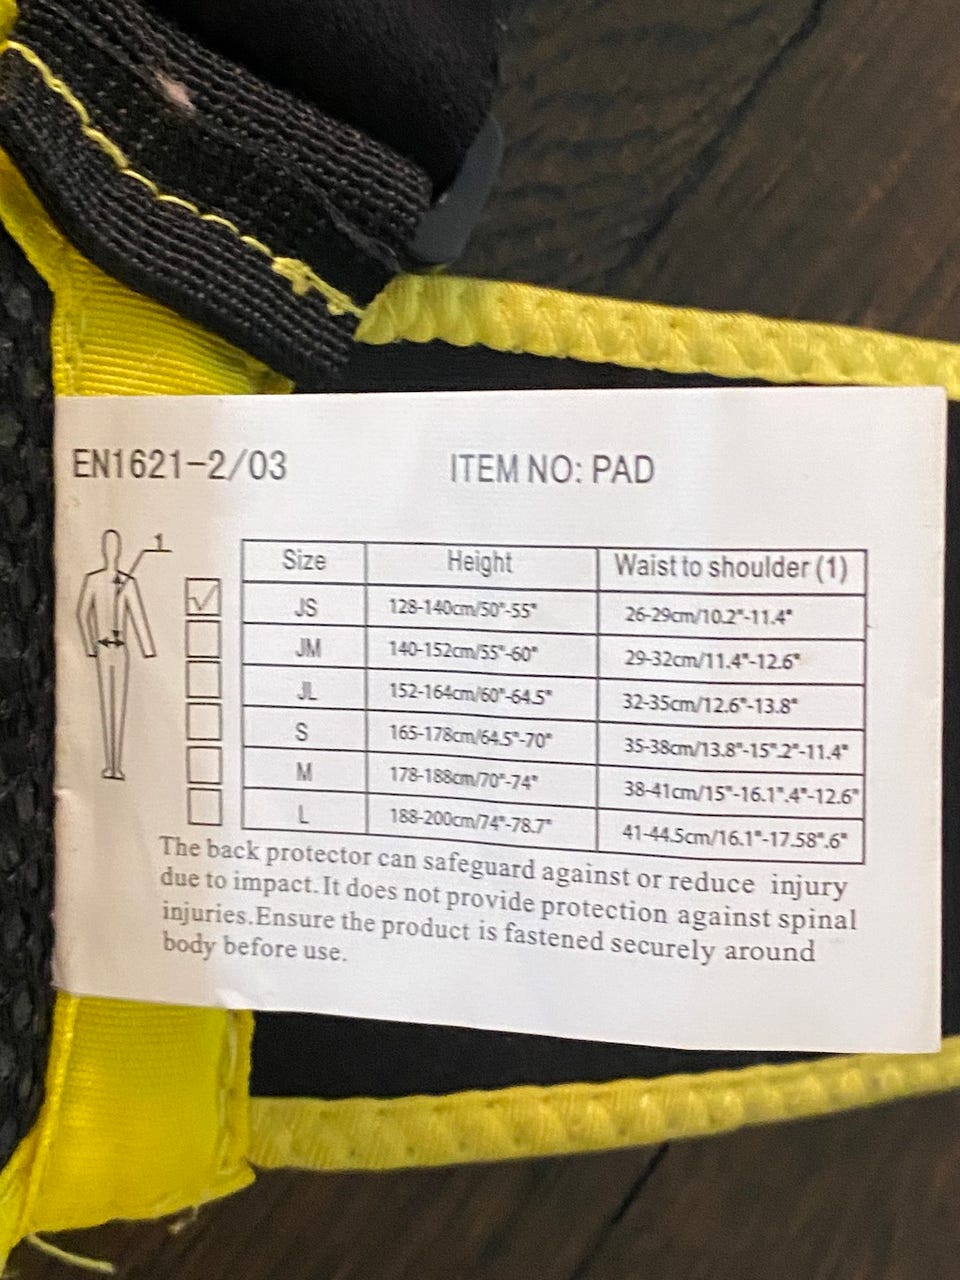 EN1621-2/03 ITEM NO: PAD
1
Size Height Waist to shoulder (1)
JS 128-140cm/50"-55" 26-29cm/10.2"-11.4"
JM 140-152cm/55"-60" 29-32cm/11.4"-12.6"
JL 152-164cm/60"-64.5" 32-35cm/12.6"-13.8"
S 165-178cm/64.5"-70" 35-38cm/13.8"-15".2"-11.4"
M 178-188cm/70"-74" 38-41cm/15"-16.1".4"-12.6"
L 188-200cm/74"-78.7" 41-44.5cm/16.1"-17.58".6"
The back protector can safeguard against or reduce injury
due to impact.It does not provide protection against spinal
injuries.Ensure the product is fastened securely around
body before use.